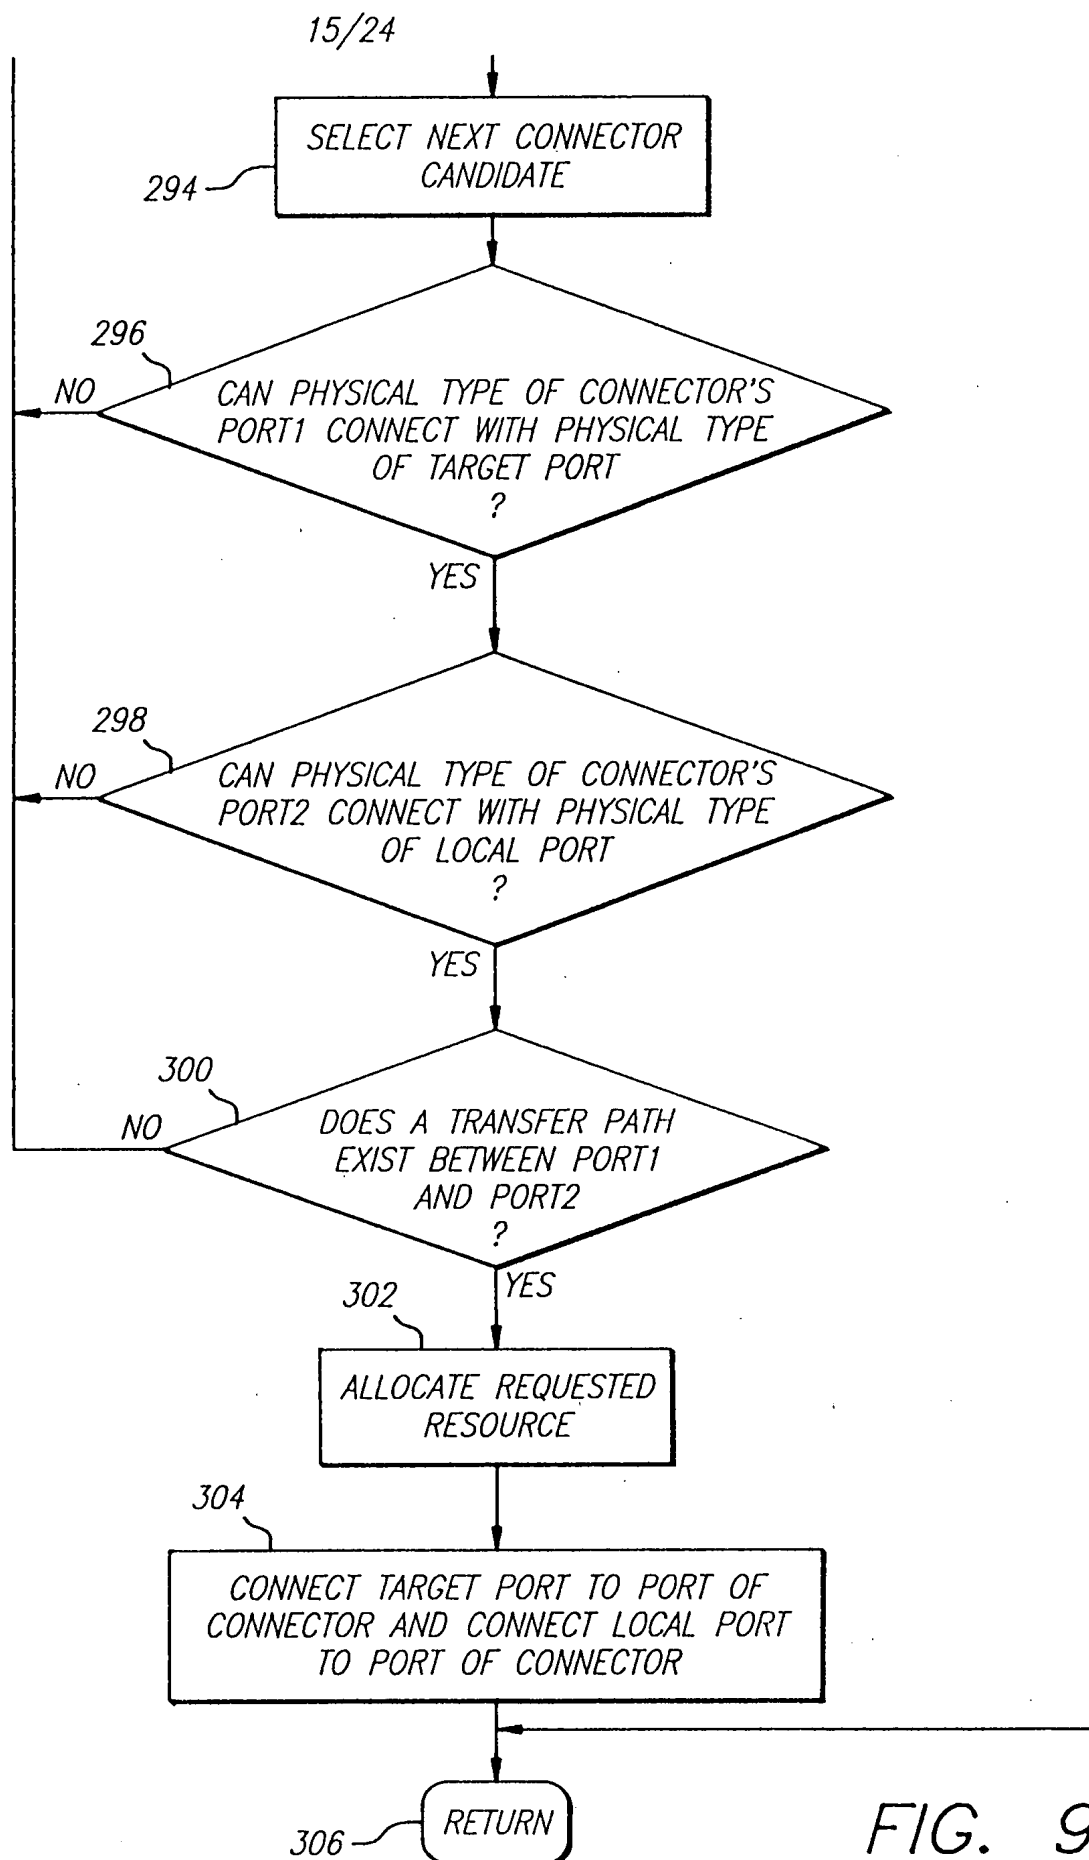 15/24
SELECT NEXT CONNECTOR
CANDIDATE
294
296
NO
CAN PHYSICAL TYPE OF CONNECTOR'S
PORT1 CONNECT WITH PHYSICAL TYPE
OF TARGET PORT
?
YES
298
NO
CAN PHYSICAL TYPE OF CONNECTOR'S
PORT2 CONNECT WITH PHYSICAL TYPE
OF LOCAL PORT
?
YES
300
NO
DOES A TRANSFER PATH
EXIST BETWEEN PORT1
AND PORT2
?
YES
302
ALLOCATE REQUESTED
RESOURCE
304
CONNECT TARGET PORT TO PORT OF
CONNECTOR AND CONNECT LOCAL PORT
TO PORT OF CONNECTOR
RETURN
306
FIG. 9